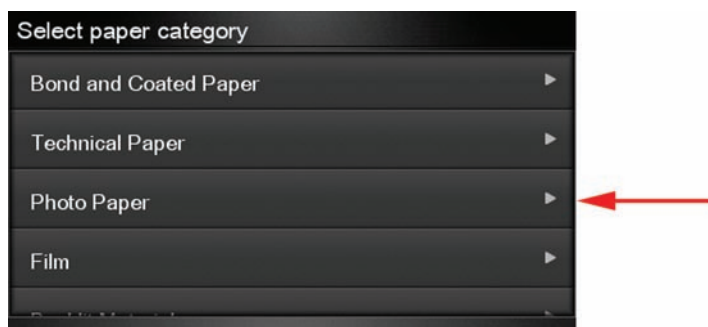 Select paper category
Bond and Coated Paper
Technical Paper
Photo Paper
Film